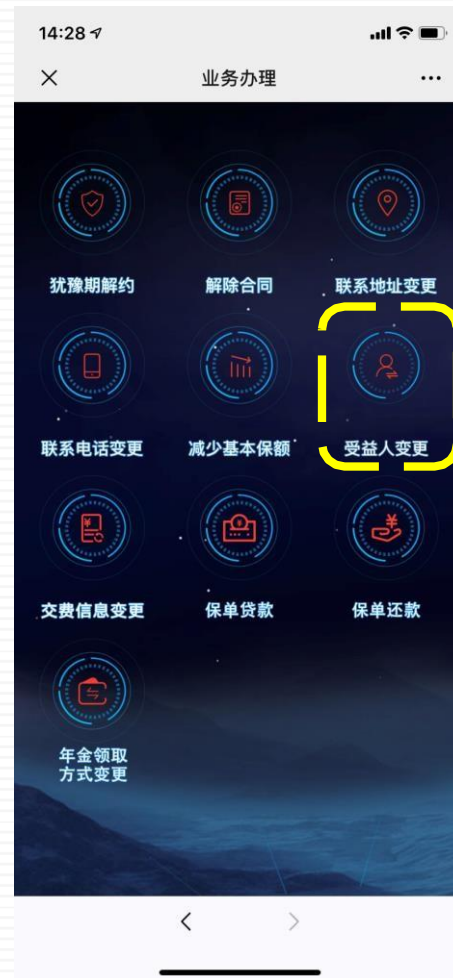 14:28
业务办理
犹豫期解约
解除合同
联系地址变更
联系电话变更
减少基本保额
受益人变更
交费信息变更
保单贷款
保单还款
年金领取
方式变更